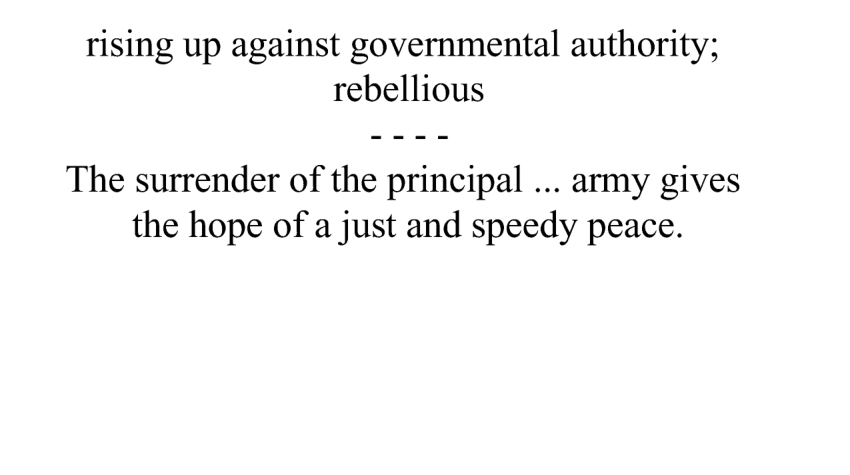 rising up against governmental authority;
rebellious
- - - -
The surrender of the principal ... army gives
the hope of a just and speedy peace.